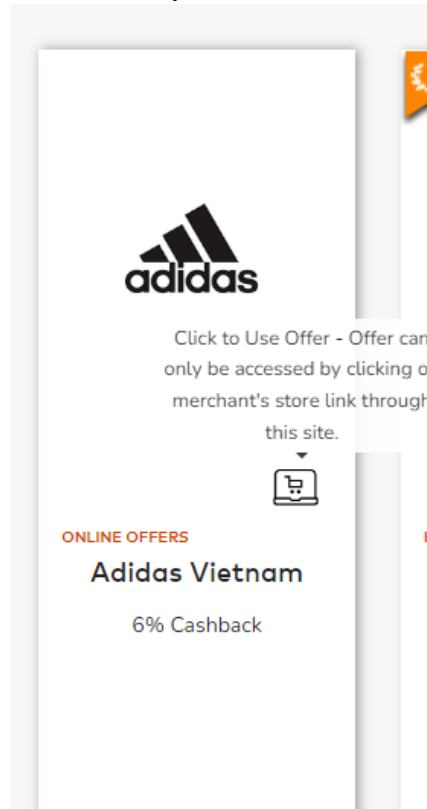 adidas
Click to Use Offer - Offer can
only be accessed by clicking
merchant's store link through
this site.
ONLINE OFFERS
Adidas Vietnam
6% Cashback